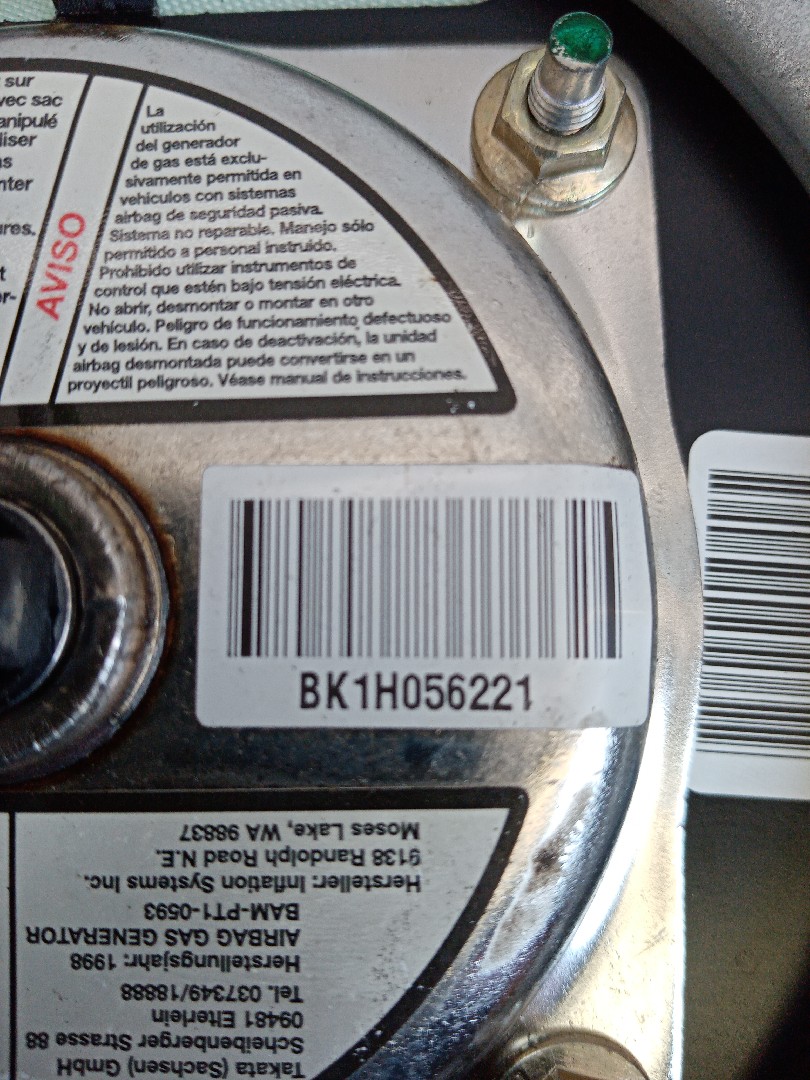 sur
vec sac
anipulé
liser
s
nter
ures.
t
er-
AVISO
La
utilización
del generador
de gas está exclu-
sivamente permitida en
vehículos con sistemas
airbag de seguridad pasiva.
Sistema no reparable. Manejo sólo
permitido a personal instruido.
Prohibido utilizar instrumentos de
control que estén bajo tensión eléctrica.
No abrir, desmontar o montar en otro
vehículo. Peligro de funcionamiento defectuoso
y de lesión. En caso de deactivación, la unidad
airbag desmontada puede convertirse en un
proyectil peligroso. Véase manual de instrucciones.
BK1H056221
Takata (Sachsen) GmbH
Scheibenberger Strasse 88
09481 Elterlein
Tel. 037349/18888
Herstellungsjahr: 1998
AIRBAG GAS GENERATOR
BAM-PT1-0593
Hersteller: Inflation Systems Inc.
9138 Randolph Road N.E.
Moses Lake, WA 98837